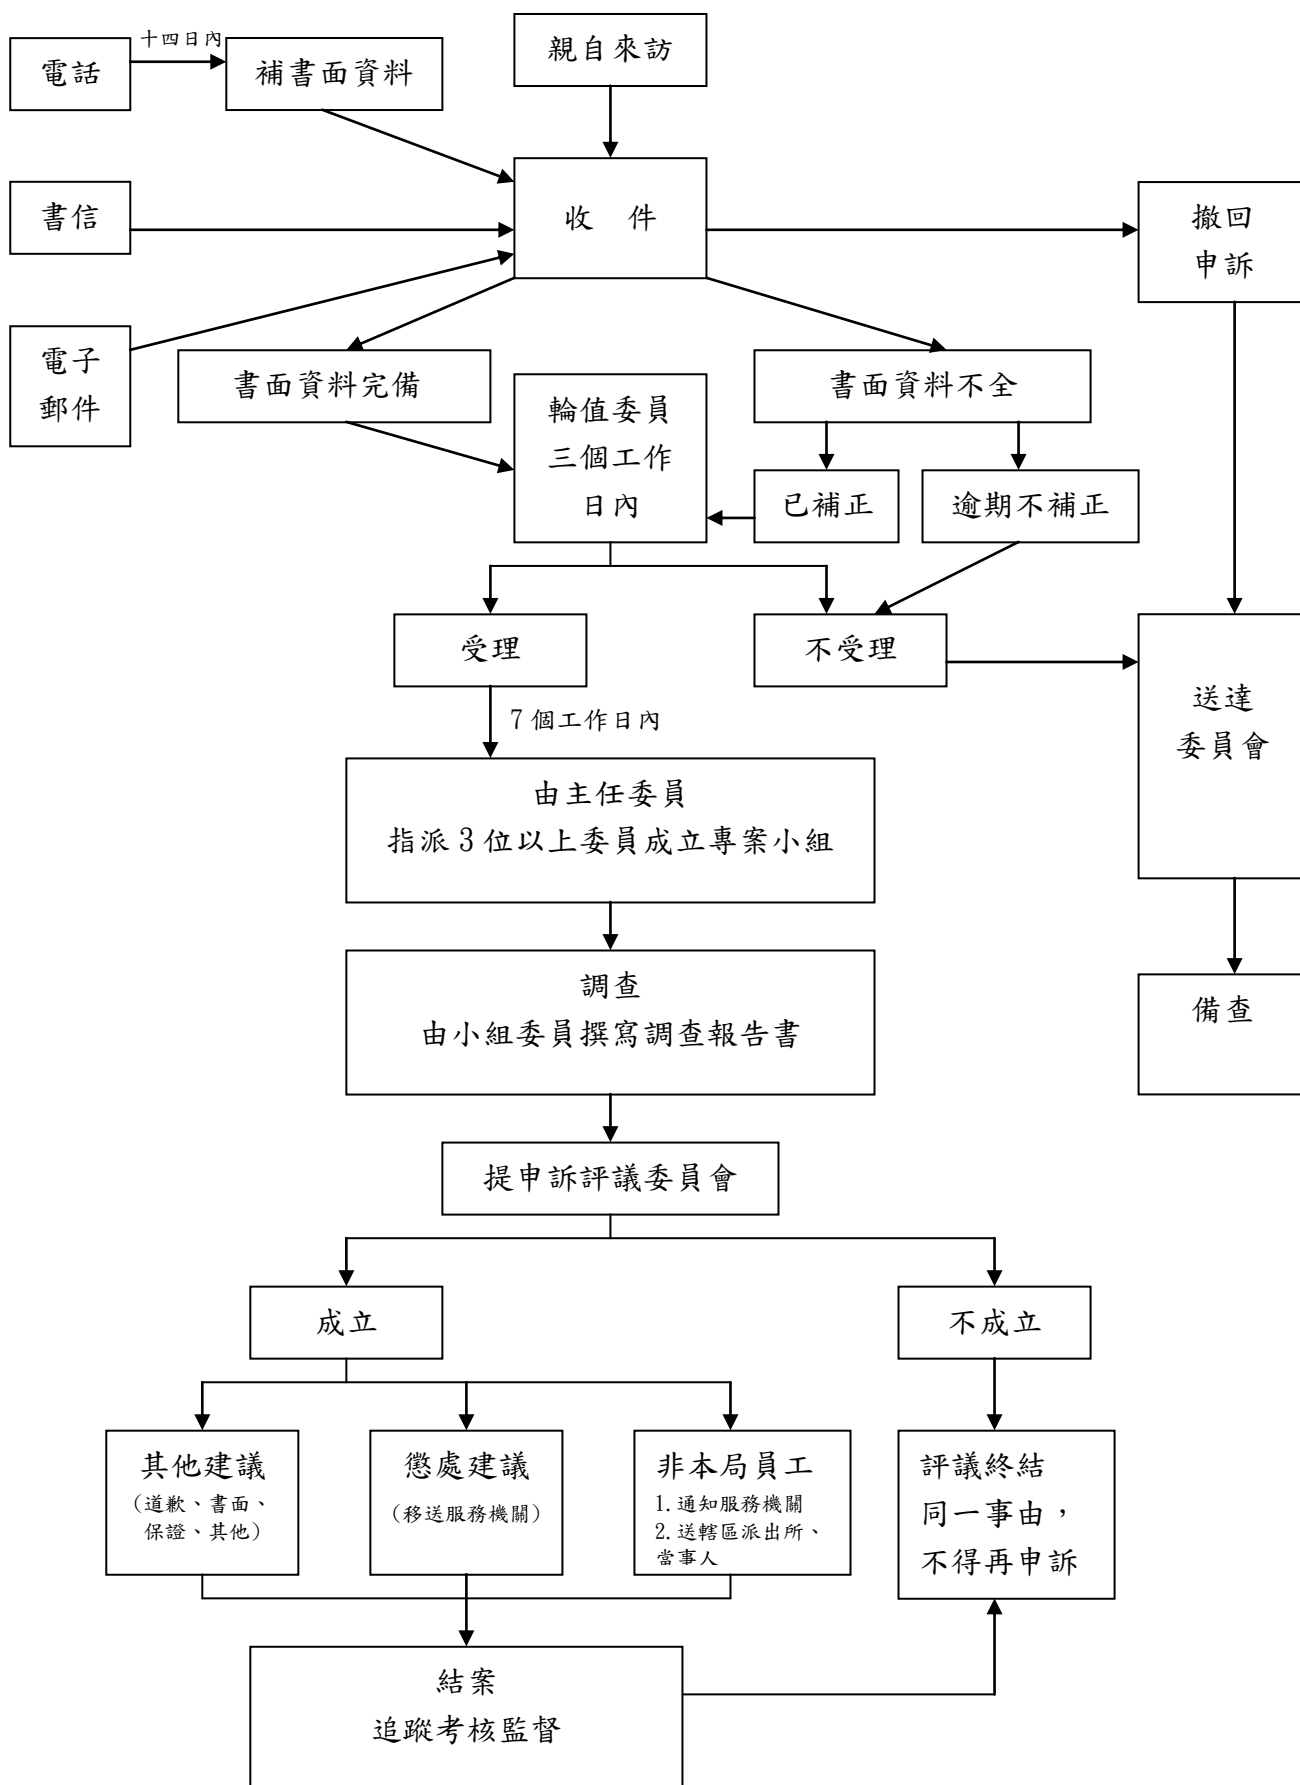 十四日內
電話
補書面資料
親自來訪
書信
收　件
撤回
申訴
電子
郵件
書面資料完備
輪值委員
三個工作
日內
書面資料不全
已補正
逾期不補正
受理
不受理
送達
委員會
7 個工作日內
由主任委員
指派 3 位以上委員成立專案小組
調查
由小組委員撰寫調查報告書
備查
提申訴評議委員會
成立
不成立
其他建議
(道歉、書面、
保證、其他)
懲處建議
(移送服務機關)
非本局員工
1.通知服務機關
2.送轄區派出所、
當事人
評議終結
同一事由，
不得再申訴
結案
追蹤考核監督